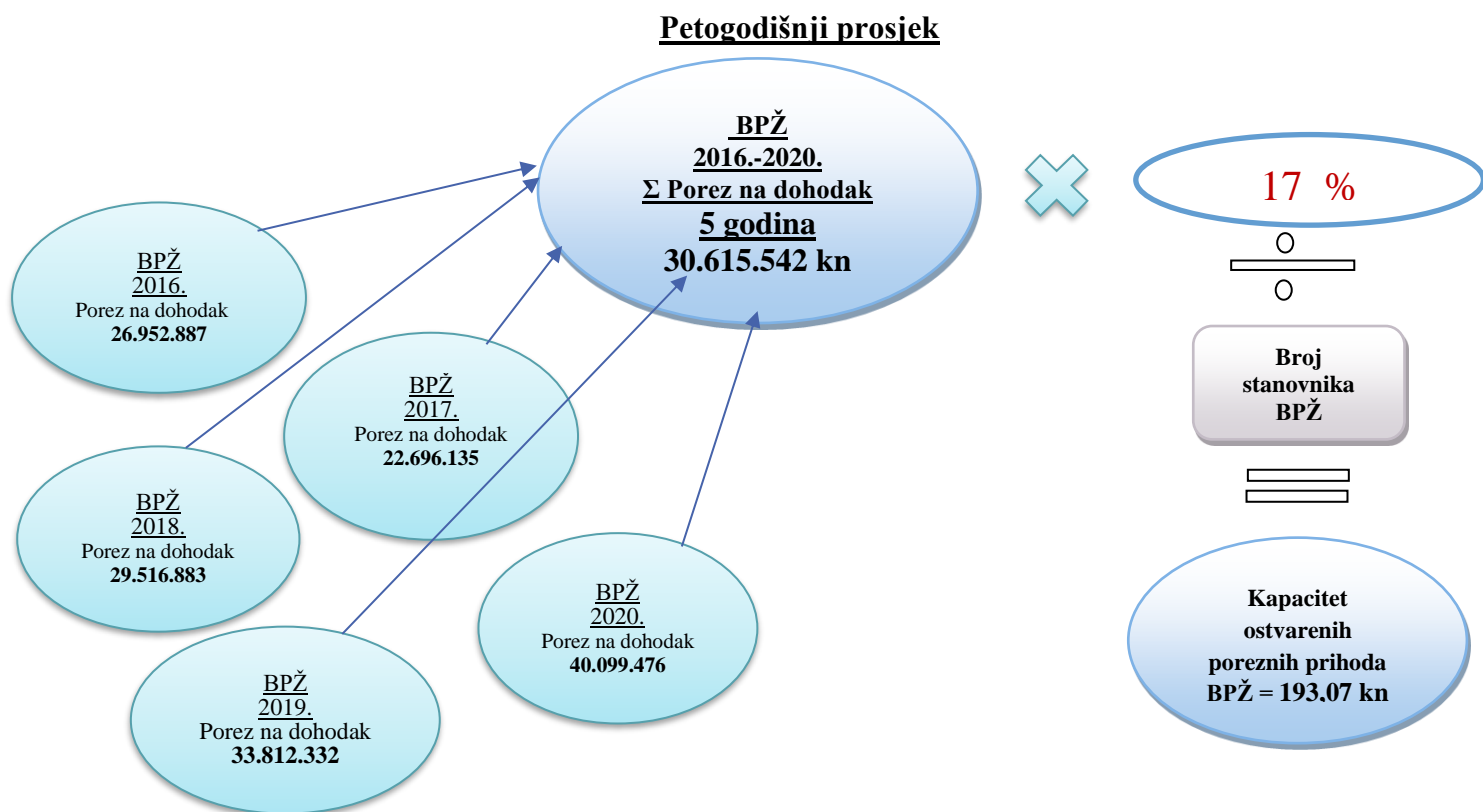 Petogodišnji prosjek
BPŽ
2016.-2020.
Σ Porez na dohodak
5 godina
30.615.542 kn
17 %
BPŽ
2016.
Porez na dohodak
26.952.887
BPŽ
2017.
Porez na dohodak
22.696.135
BPŽ
2018.
Porez na dohodak
29.516.883
BPŽ
2019.
Porez na dohodak
33.812.332
BPŽ
2020.
Porez na dohodak
40.099.476
Broj
stanovnika
BPŽ
Kapacitet
ostvarenih
poreznih prihoda
BPŽ = 193,07 kn